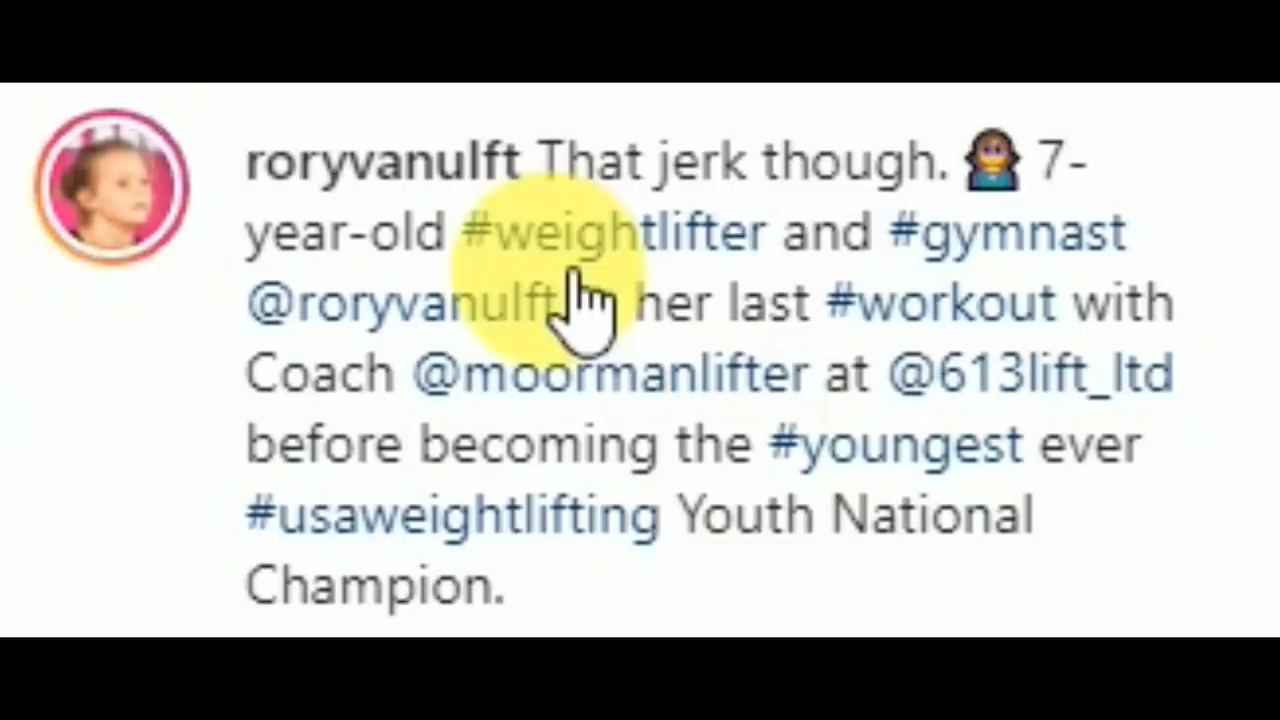 roryvanulft That jerk though. 🤷 7-
year-old #weightlifter and #gymnast
@roryvanulft her last #workout with
Coach @moormanlifter at @613lift_ltd
before becoming the #youngest ever
#usaweightlifting Youth National
Champion.